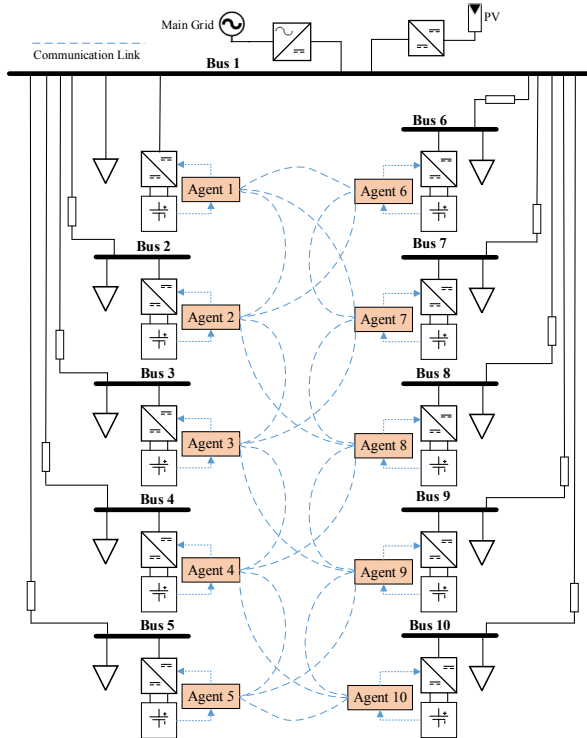 Main Grid
PV
Communication Link
Bus 1
Bus 6
Agent 1
Agent 6
Bus 2
Bus 7
Agent 2
Agent 7
Bus 3
Bus 8
Agent 3
Agent 8
Bus 4
Bus 9
Agent 4
Agent 9
Bus 5
Bus 10
Agent 5
Agent 10